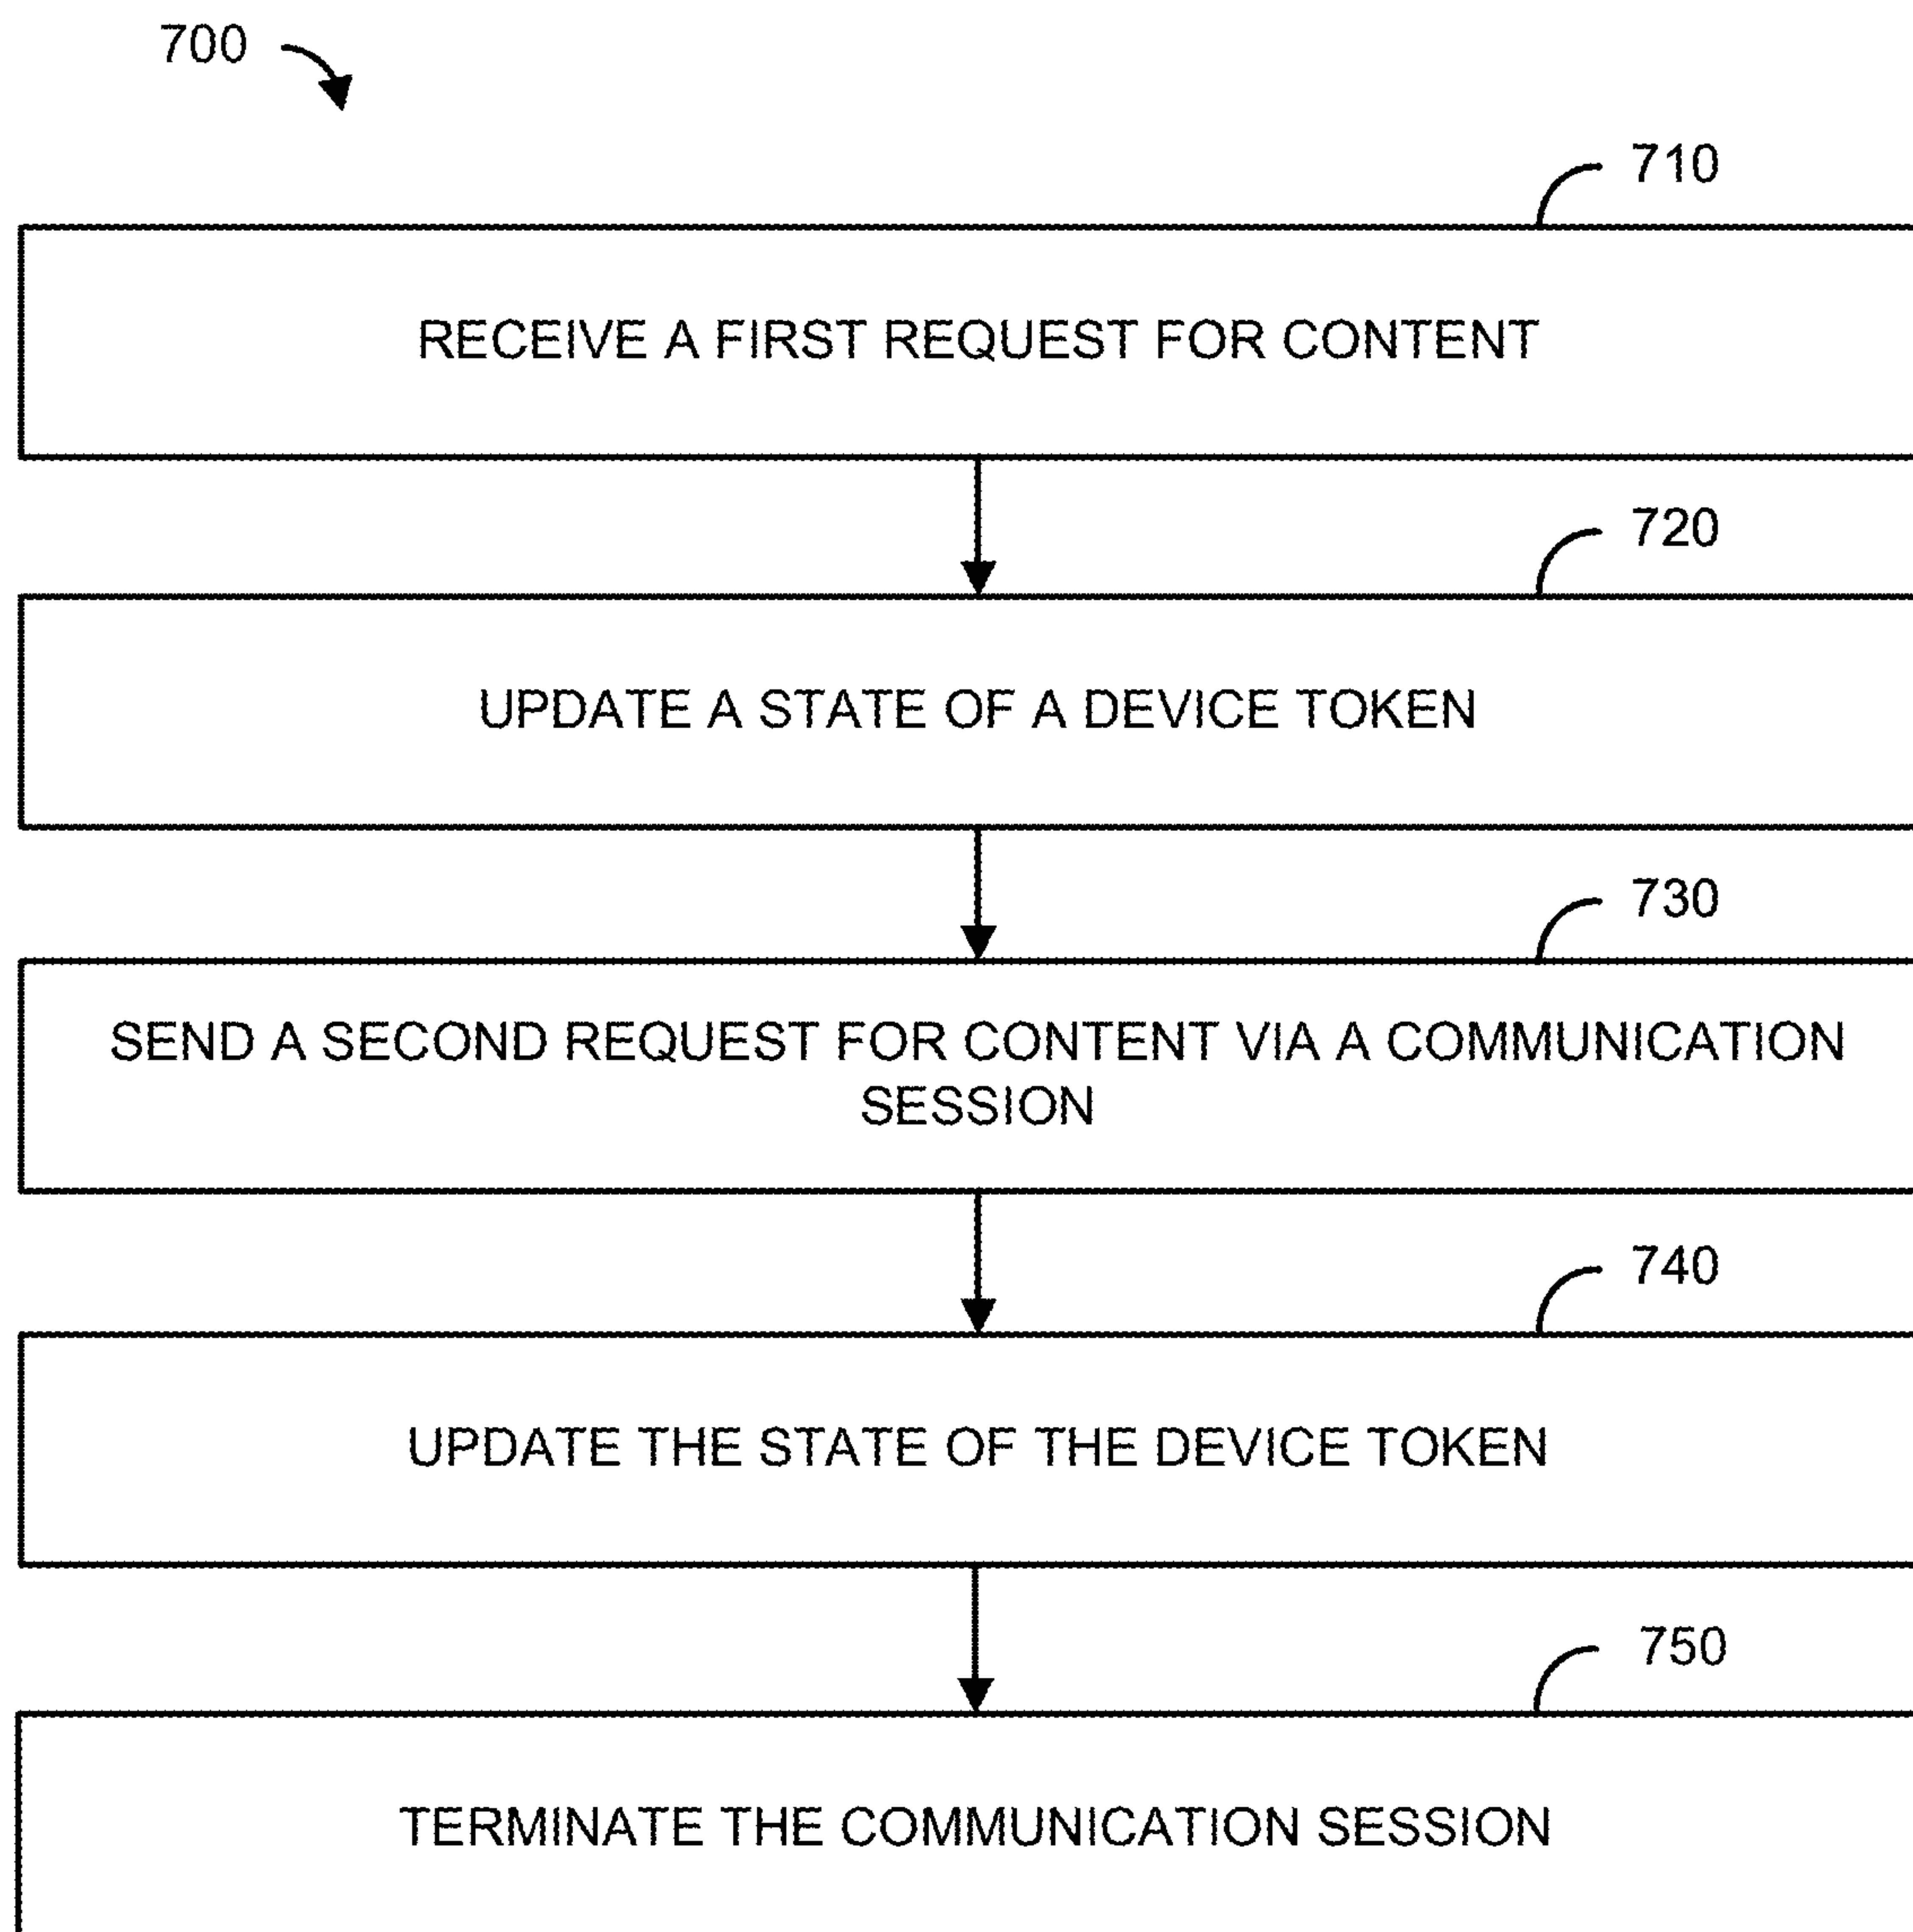 700
710
RECEIVE A FIRST REQUEST FOR CONTENT
720
UPDATE A STATE OF A DEVICE TOKEN
730
SEND A SECOND REQUEST FOR CONTENT VIA A COMMUNICATION
SESSION
740
UPDATE THE STATE OF THE DEVICE TOKEN
750
TERMINATE THE COMMUNICATION SESSION